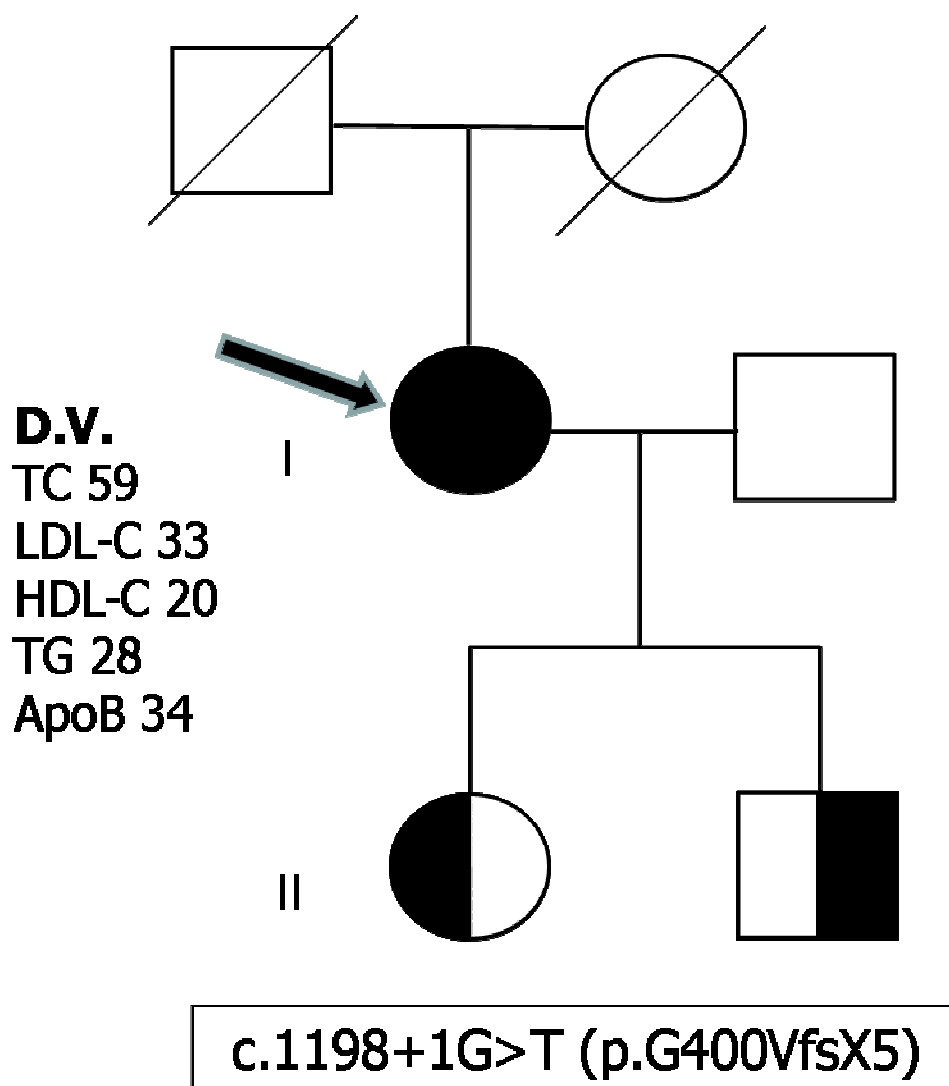 D.V.
TC 59
LDL-C 33
HDL-C 20
TG 28
ApoB 34
I
II
c.1198+1G>T (p.G400VfsX5)